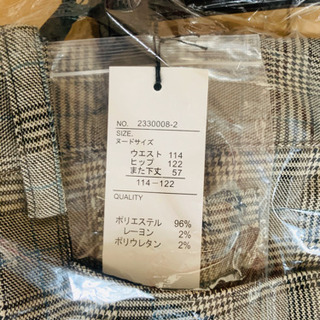 NO. 2330008-2
SIZE.
ヌードサイズ
ウエスト 114
ヒップ 122
また下丈 57
114-122
QUALITY
ポリエステル 96%
レーヨン 2%
ポリウレタン 2%